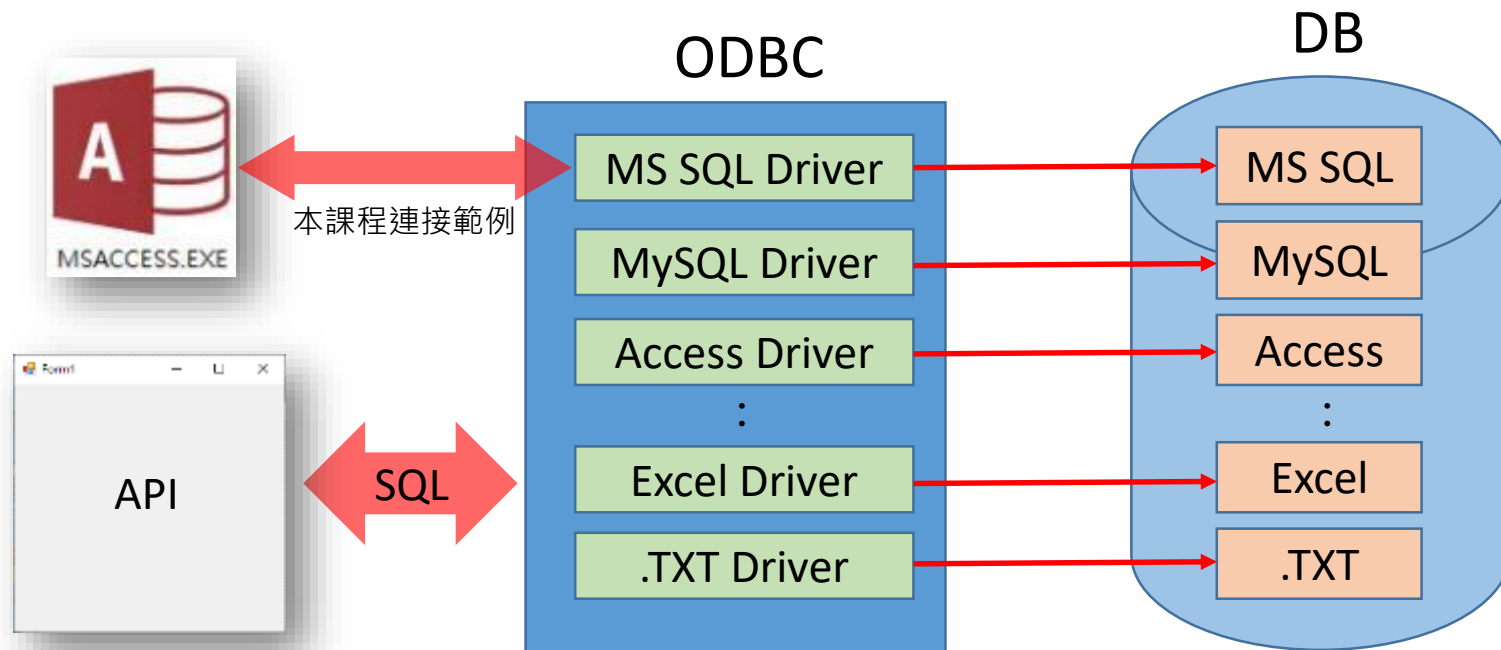 ODBC
DB
A
MSACCESS.EXE
本課程連接範例
MS SQL Driver
MS SQL
MySQL Driver
MySQL
Access Driver
Access
:
:
Form1
API
SQL
Excel Driver
Excel
.TXT Driver
.TXT